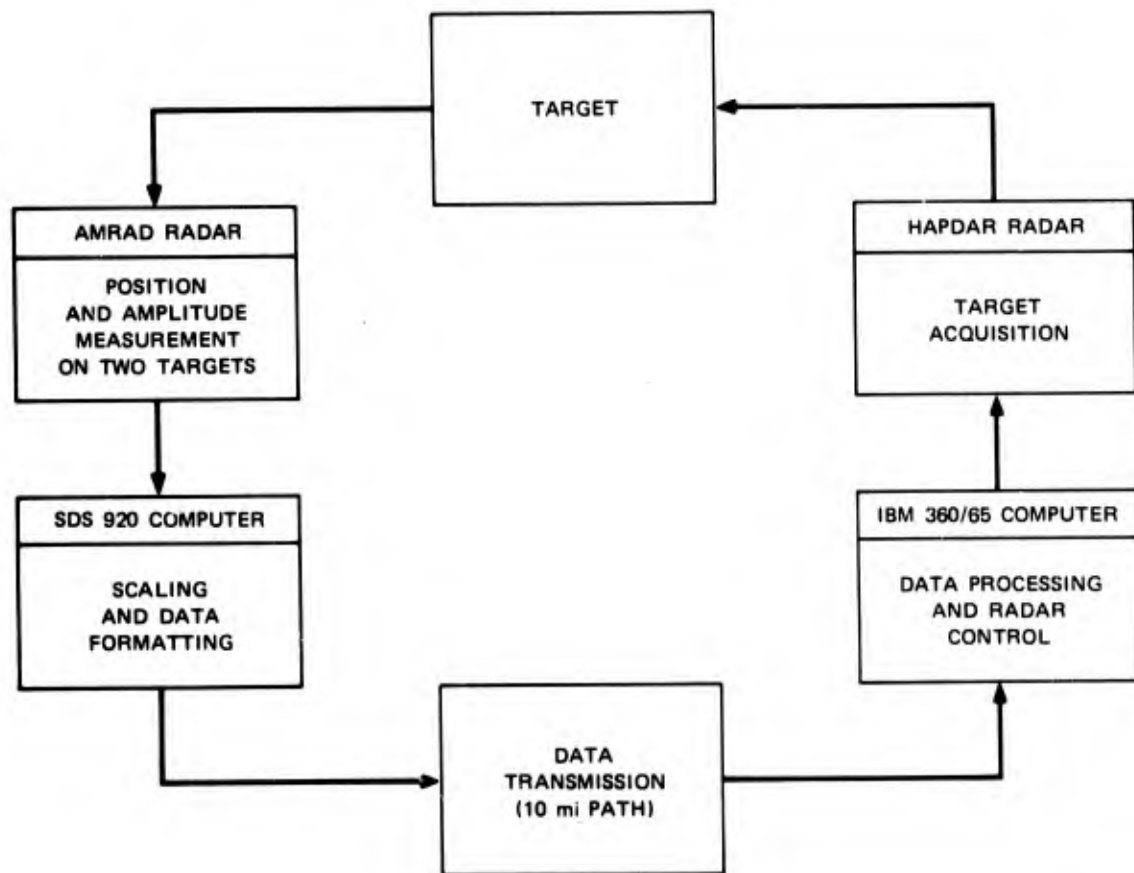 TARGET
AMRAD RADAR
POSITION
AND AMPLITUDE
MEASUREMENT
ON TWO TARGETS
SDS 920 COMPUTER
SCALING
AND DATA
FORMATTING
DATA
TRANSMISSION
(10 mi PATH)
IBM 360/65 COMPUTER
DATA PROCESSING
AND RADAR
CONTROL
HAPDAR RADAR
TARGET
ACQUISITION